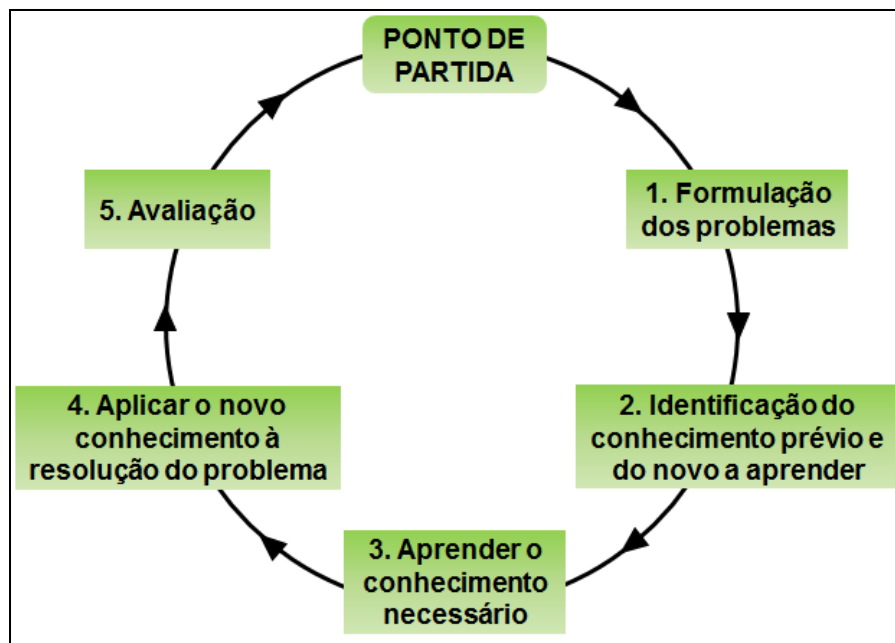 PONTO DE
PARTIDA
1. Formulação
dos problemas
2. Identificação do
conhecimento prévio e
do novo a aprender
3. Aprender o
conhecimento
necessário
4. Aplicar o novo
conhecimento à
resolução do problema
5. Avaliação